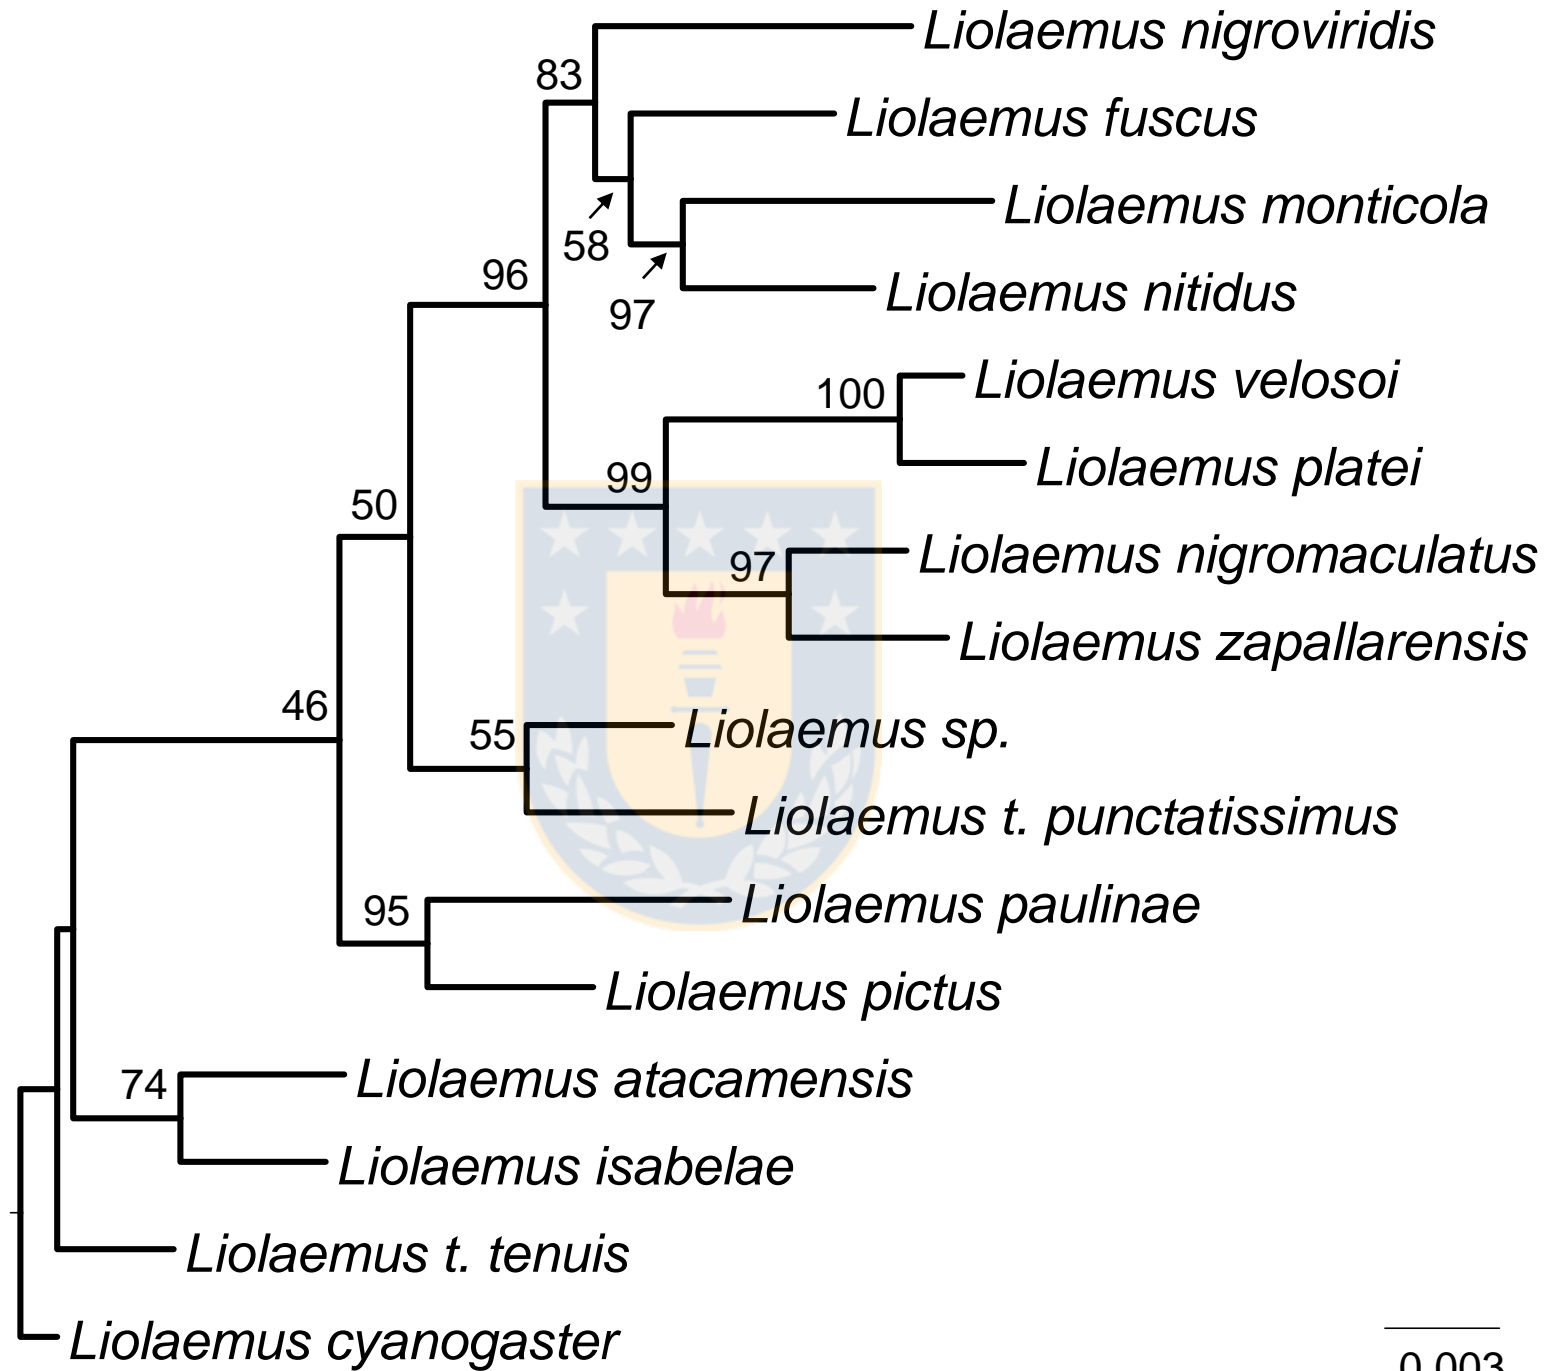 Liolaemus nigroviridis
83
Liolaemus fuscus
Liolaemus monticola
58
96
Liolaemus nitidus
97
Liolaemus velosoi
100
Liolaemus platei
99
50
Liolaemus nigromaculatus
97
Liolaemus zapallarensis
46
Liolaemus sp.
55
Liolaemus t. punctatissimus
Liolaemus paulinae
95
Liolaemus pictus
Liolaemus atacamensis
74
Liolaemus isabelae
Liolaemus t. tenuis
Liolaemus cyanogaster
0.003